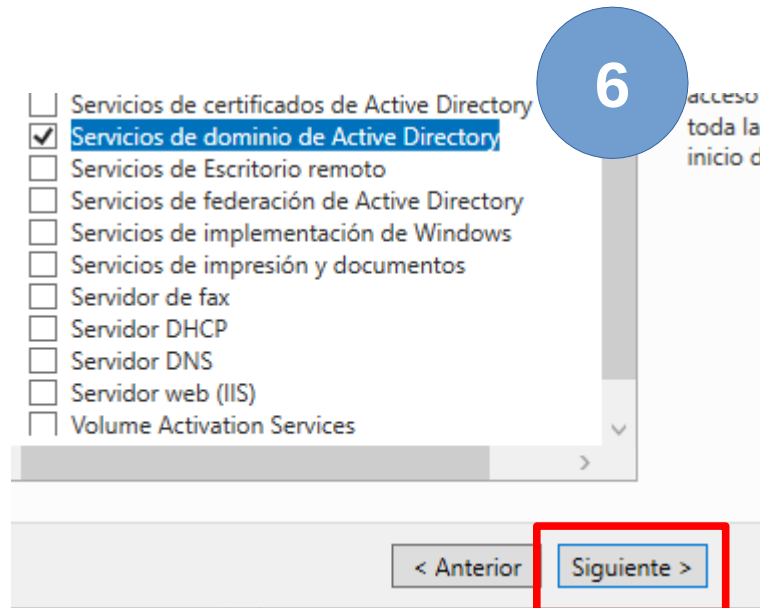 6
Servicios de certificados de Active Directory
Servicios de dominio de Active Directory
Servicios de Escritorio remoto
Servicios de federación de Active Directory
Servicios de implementación de Windows
Servicios de impresión y documentos
Servidor de fax
Servidor DHCP
Servidor DNS
Servidor web (IIS)
Volume Activation Services
acceso
toda la
inicio d
< Anterior
Siguiente >